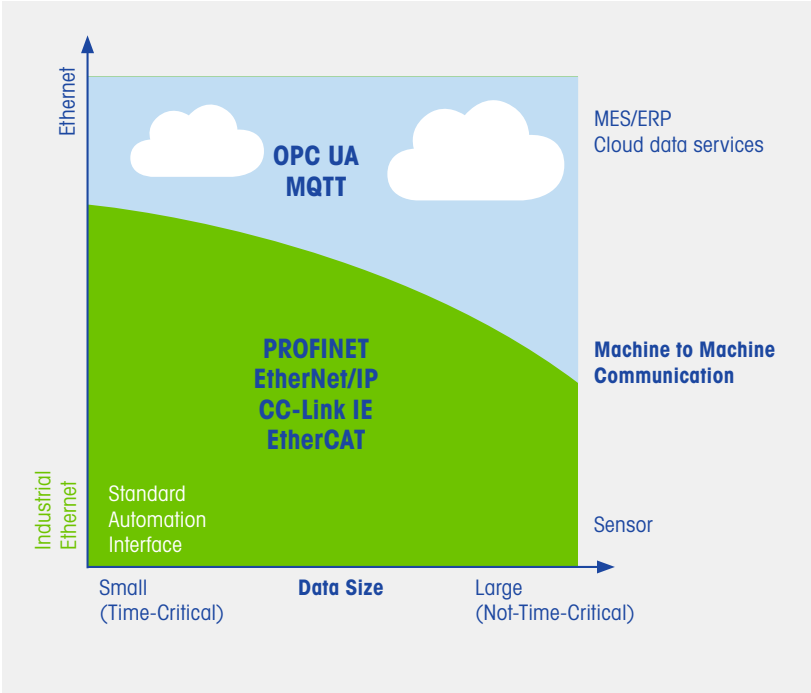 Ethernet
OPC UA
MQTT
MES/ERP
Cloud data services
PROFINET
EtherNet/IP
CC-Link IE
EtherCAT
Machine to Machine
Communication
Industrial
Ethernet
Standard
Automation
Interface
Sensor
Small
(Time-Critical)
Data Size
Large
(Not-Time-Critical)